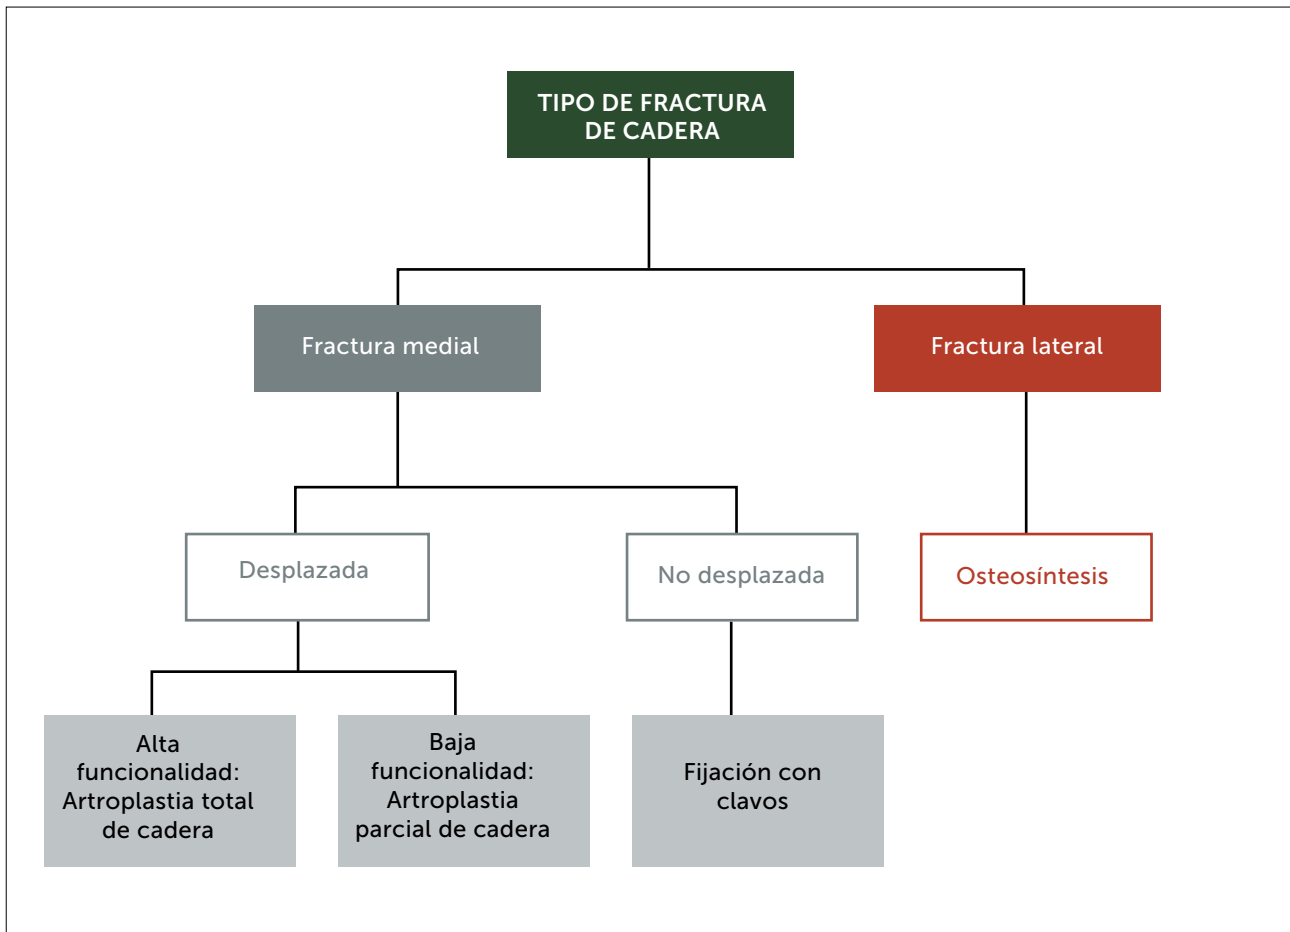 TIPO DE FRACTURA
DE CADERA
Fractura medial
Fractura lateral
Desplazada
No desplazada
Osteosíntesis
Alta
funcionalidad:
Artroplastia total
de cadera
Baja
funcionalidad:
Artroplastia
parcial de cadera
Fijación con
clavos